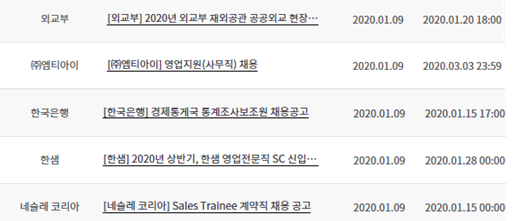 외교부 [외교부] 2020년 외교부 재외공관 공공외교 현장··· 2020.01.09 2020.01.20 18:00
㈜엠티아이 [㈜엠티아이] 영업지원(사무직) 채용 2020.01.09 2020.03.03 23:59
한국은행 [한국은행] 경제통계국 통계조사보조원 채용공고 2020.01.09 2020.01.15 17:00
한샘 [한샘] 2020년 상반기, 한샘 영업전문직 SC 신입··· 2020.01.09 2020.01.28 00:00
네슬레 코리아 [네슬레 코리아] Sales Trainee 계약직 채용 공고 2020.01.09 2020.01.15 00:00